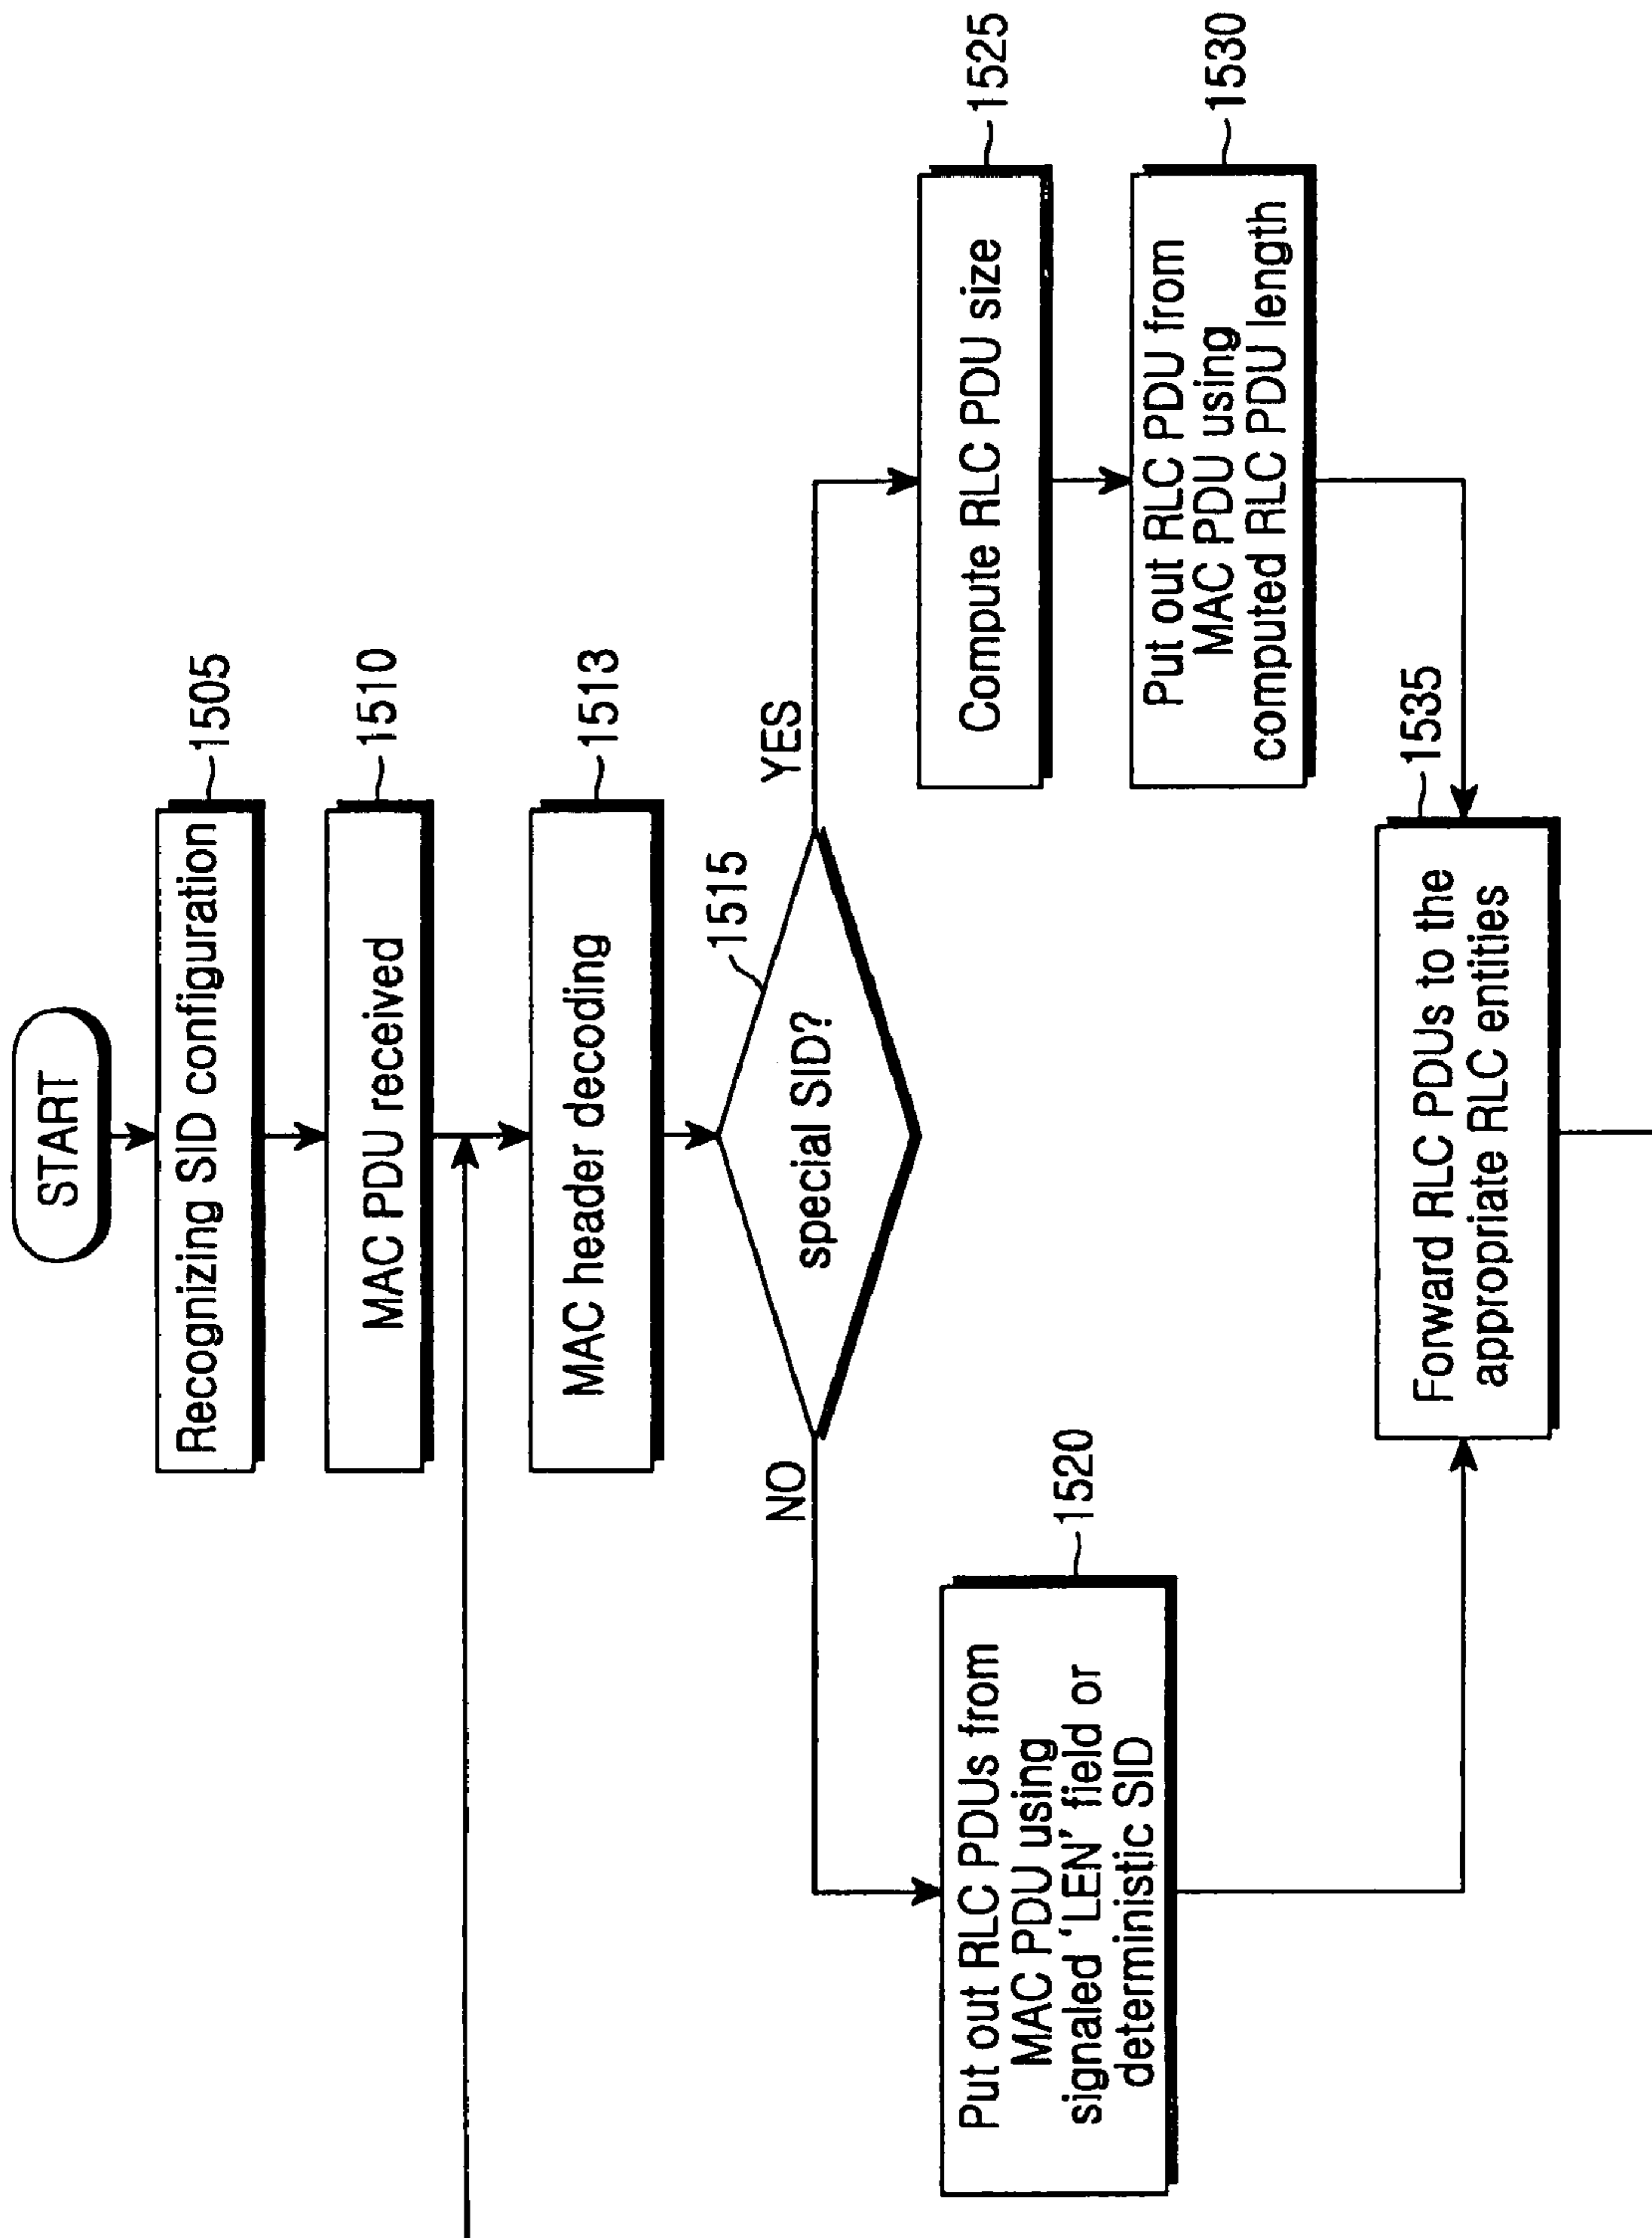 START
Recognizing SID configuration
1505
MAC PDU received
1510
MAC header decoding
1513
special SID?
1515
NO
YES
Put out RLC PDUs from
MAC PDU using
signaled 'LEN' field or
deterministic SID
1520
Compute RLC PDU size
1525
Put out RLC PDU from
MAC PDU using
computed RLC PDU length
1530
Forward RLC PDUs to the
appropriate RLC entities
1535